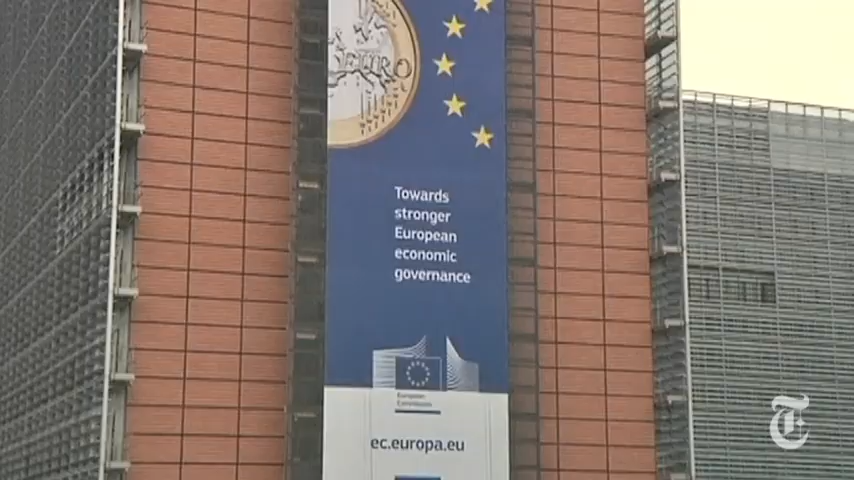 EURO
Towards
stronger
European
economic
governance
European
Commission
ec.europa.eu
T